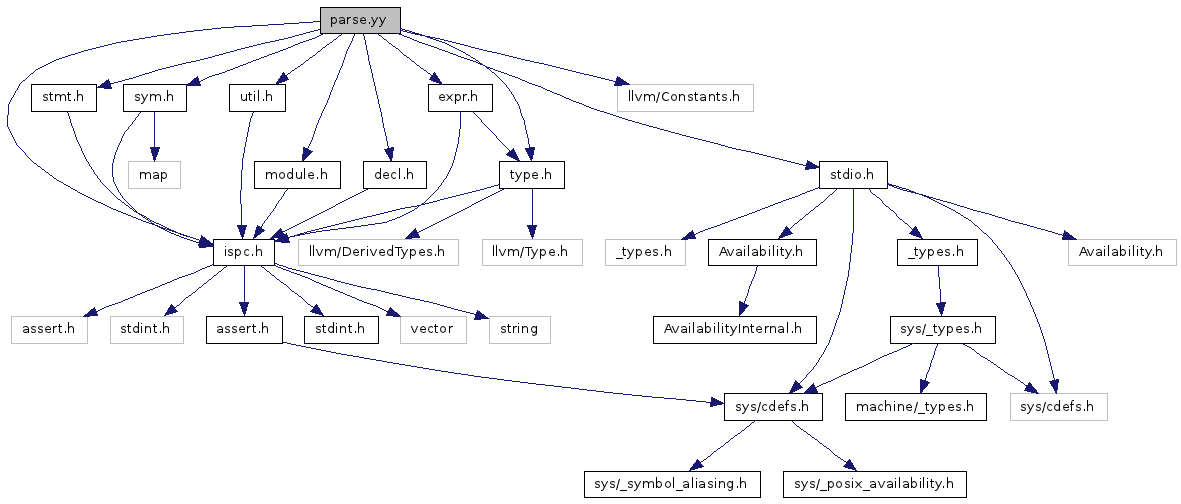 parse.yy
stmt.h
sym.h
util.h
expr.h
llvm/Constants.h
map
module.h
decl.h
type.h
stdio.h
ispc.h
llvm/DerivedTypes.h
llvm/Type.h
_types.h
Availability.h
_types.h
Availability.h
assert.h
stdint.h
assert.h
stdint.h
vector
string
AvailabilityInternal.h
sys/_types.h
sys/cdefs.h
machine/_types.h
sys/cdefs.h
sys/_symbol_aliasing.h
sys/_posix_availability.h